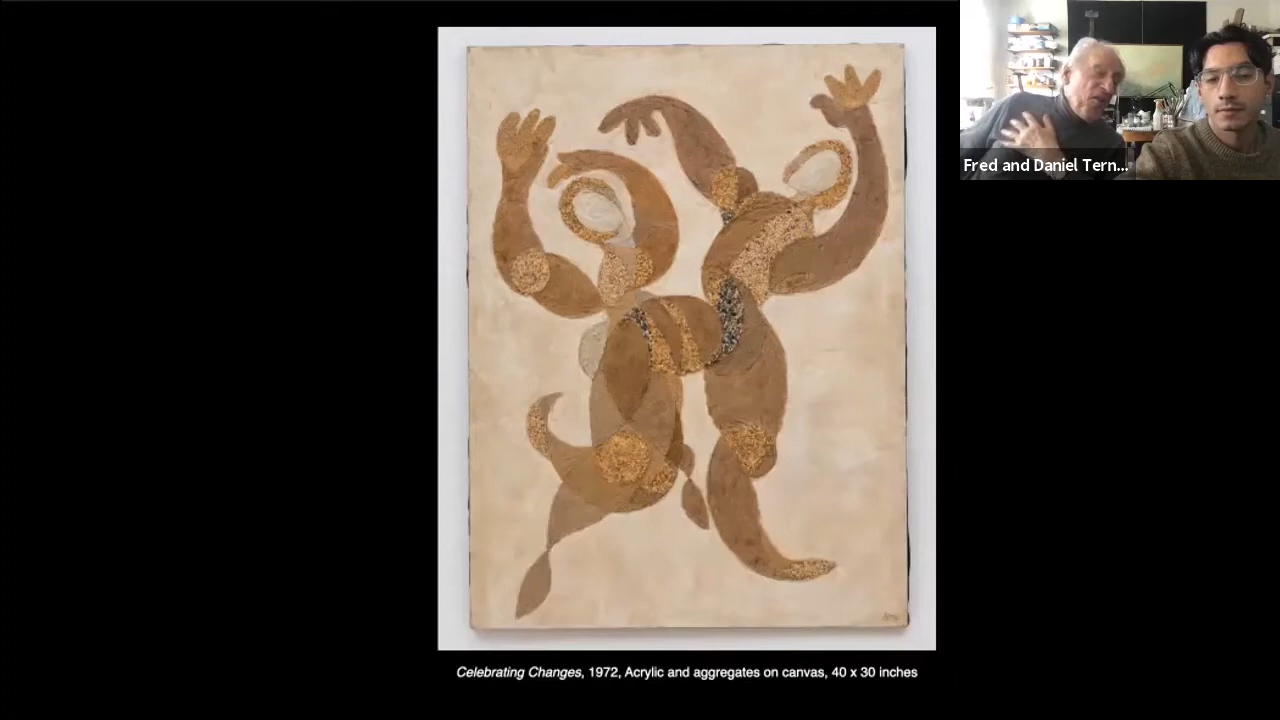 Fred and Daniel Tern...
Celebrating Changes, 1972, Acrylic and aggregates on canvas, 40 x 30 inches